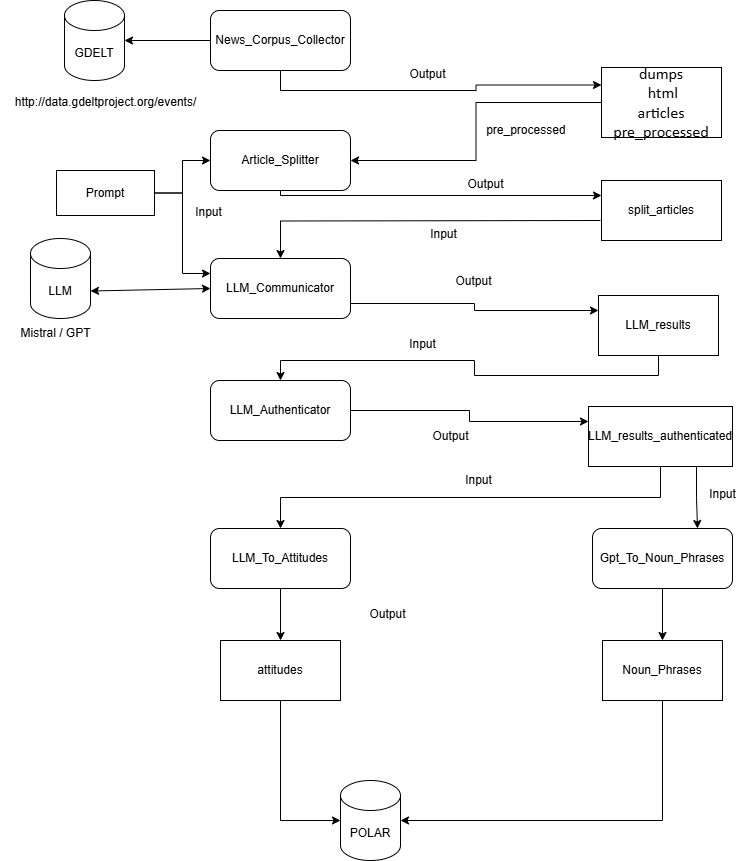 GDELT
News_Corpus_Collector
Output
http://data.gdeltproject.org/events/
dumps
html
articles
pre_processed
pre_processed
Article_Splitter
Prompt
Output
Input
split_articles
Input
LLM
LLM_Communicator
Output
Mistral / GPT
LLM_results
Input
LLM_Authenticator
Output
LLM_results_authenticated
Input
Input
LLM_To_Attitudes
Gpt_To_Noun_Phrases
Output
attitudes
Noun_Phrases
POLAR